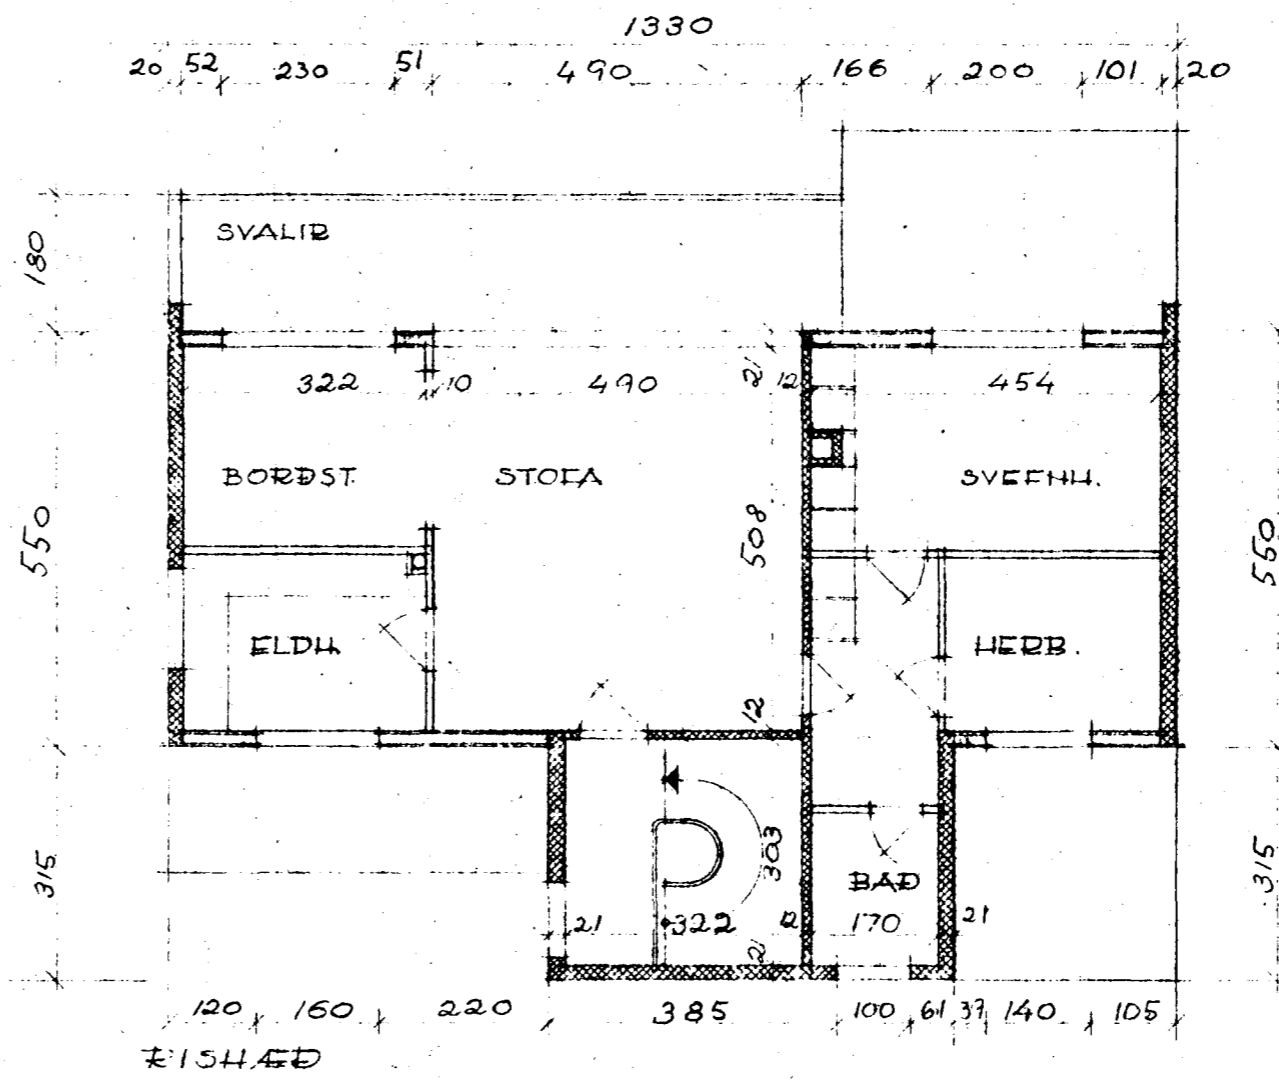 1330
20 52 230 51 490 166 200 101 20
180
SVALIR
322 10 490 21 12 454
BORÐST. STOFA SVEFNH.
550 508 550
ELDH. HERB.
12
315 303 315
BAÐ
21 322 12 170 21
21
120 160 220 385 100 61 37 140 105
RISHÆÐ